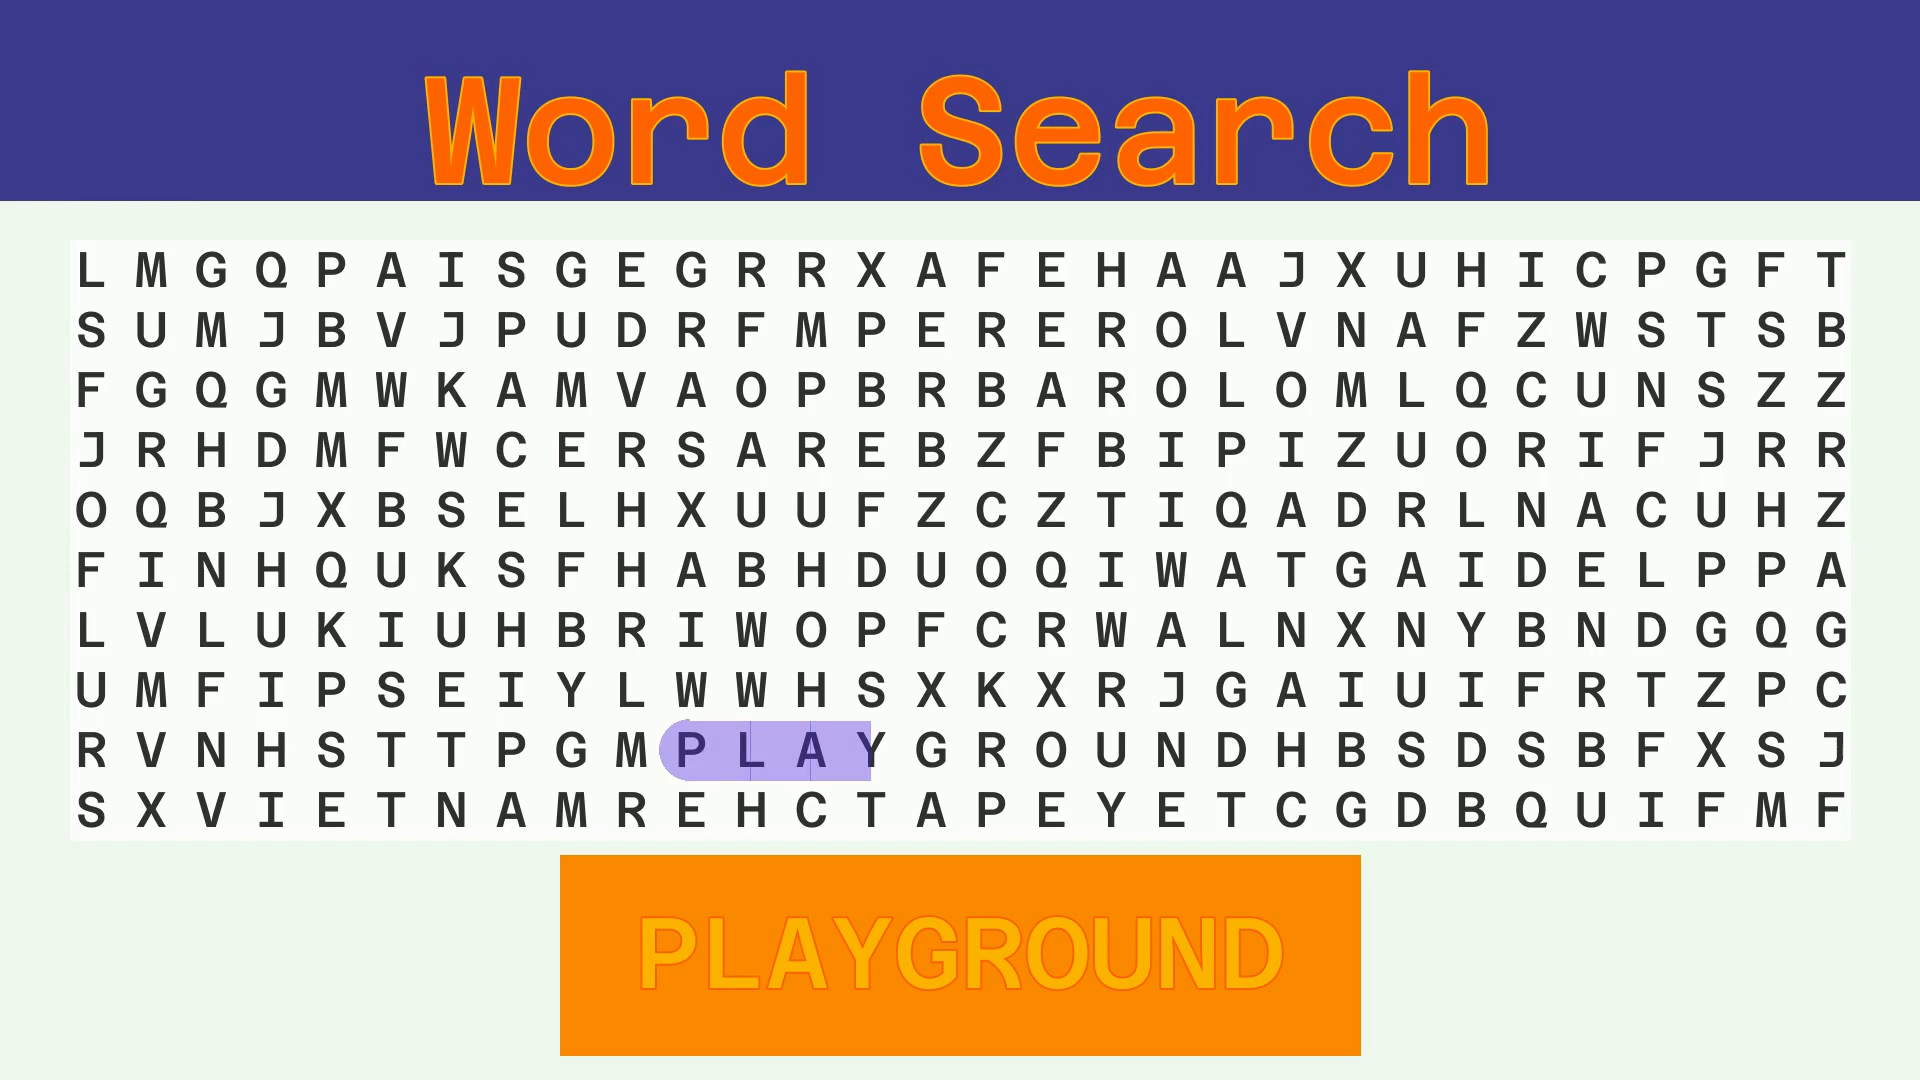 Word Search
L M G Q P A I S G E G R R X A F E H A A J X U H I C P G F T
S U M J B V J P U D R F M P E R E R O L V N A F Z W S T S B
F G Q G M W K A M V A O P B R B A R O L O M L Q C U N S Z Z
J R H D M F W C E R S A R E B Z F B I P I Z U O R I F J R R
O Q B J X B S E L H X U U F Z C Z T I Q A D R L N A C U H Z
F I N H Q U K S F H A B H D U O Q I W A T G A I D E L P P A
L V L U K I U H B R I W O P F C R W A L N X N Y B N D G Q G
U M F I P S E I Y L W W H S X K X R J G A I U I F R T Z P C
R V N H S T T P G M P L A Y G R O U N D H B S D S B F X S J
S X V I E T N A M R E H C T A P E Y E T C G D B Q U I F M F
PLAYGROUND